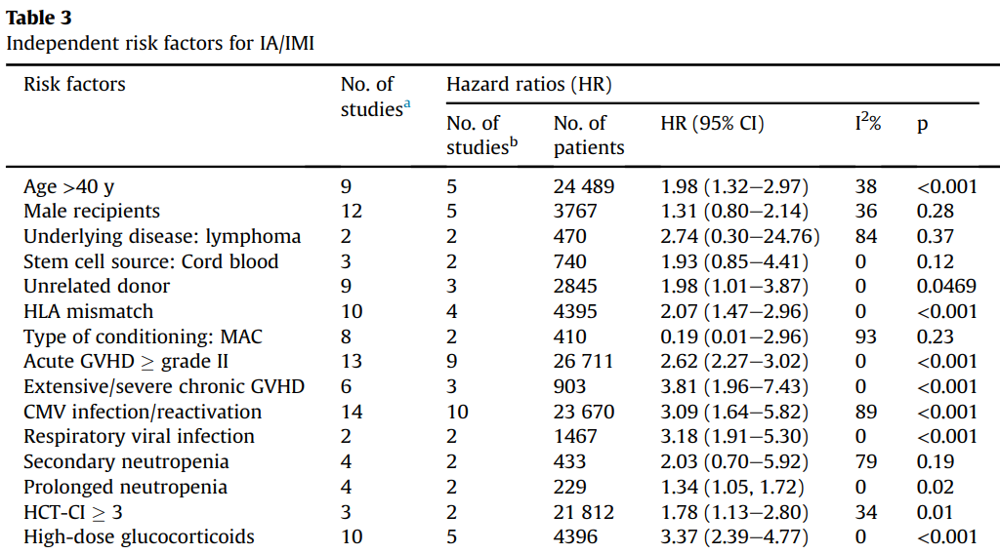 Table 3
Independent risk factors for IA/IMI
Risk factors No. of studiesa Hazard ratios (HR)
No. of studiesb No. of patients HR (95% CI) I2% p
Age >40 y 9 5 24 489 1.98 (1.32–2.97) 38 <0.001
Male recipients 12 5 3767 1.31 (0.80–2.14) 36 0.28
Underlying disease: lymphoma 2 2 470 2.74 (0.30–24.76) 84 0.37
Stem cell source: Cord blood 3 2 740 1.93 (0.85–4.41) 0 0.12
Unrelated donor 9 3 2845 1.98 (1.01–3.87) 0 0.0469
HLA mismatch 10 4 4395 2.07 (1.47–2.96) 0 <0.001
Type of conditioning: MAC 8 2 410 0.19 (0.01–2.96) 93 0.23
Acute GVHD ≥ grade II 13 9 26 711 2.62 (2.27–3.02) 0 <0.001
Extensive/severe chronic GVHD 6 3 903 3.81 (1.96–7.43) 0 <0.001
CMV infection/reactivation 14 10 23 670 3.09 (1.64–5.82) 89 <0.001
Respiratory viral infection 2 2 1467 3.18 (1.91–5.30) 0 <0.001
Secondary neutropenia 4 2 433 2.03 (0.70–5.92) 79 0.19
Prolonged neutropenia 4 2 229 1.34 (1.05, 1.72) 0 0.02
HCT-CI ≥ 3 3 2 21 812 1.78 (1.13–2.80) 34 0.01
High-dose glucocorticoids 10 5 4396 3.37 (2.39–4.77) 0 <0.001